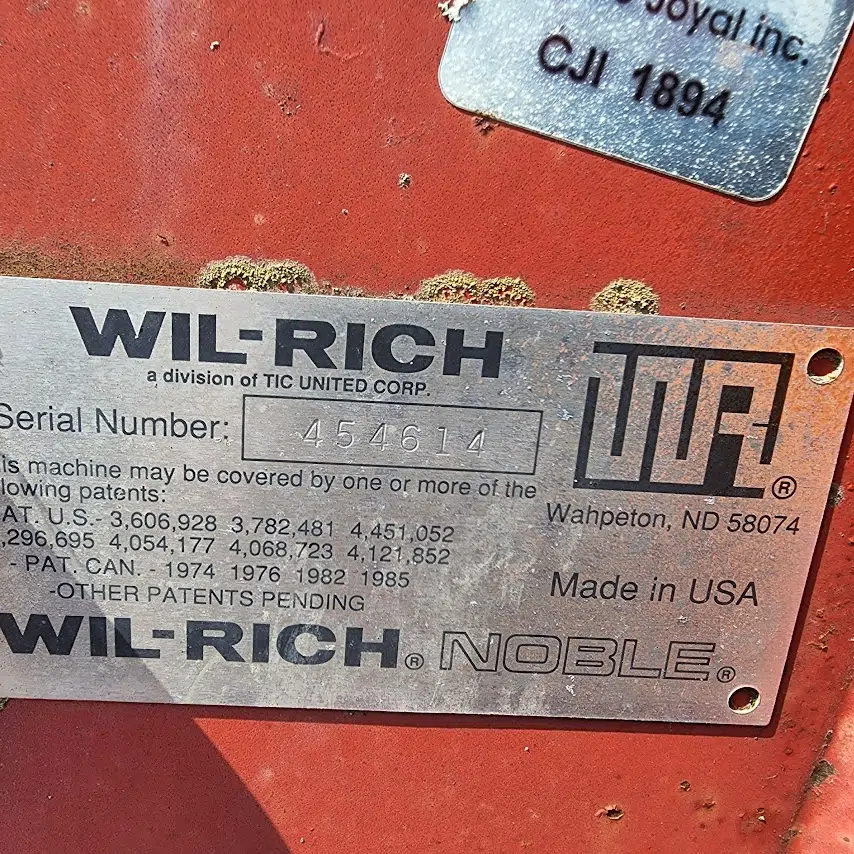 Joyal inc.
CJI 1894
WIL-RICH
a division of TIC UNITED CORP.
Serial Number: 454614
is machine may be covered by one or more of the
lowing patents:
AT. U.S.- 3,606,928 3,782,481 4,451,052
,296,695 4,054,177 4,068,723 4,121,852
- PAT. CAN. - 1974 1976 1982 1985
-OTHER PATENTS PENDING
WIL-RICH® NOBLE®
WR®
Wahpeton, ND 58074
Made in USA